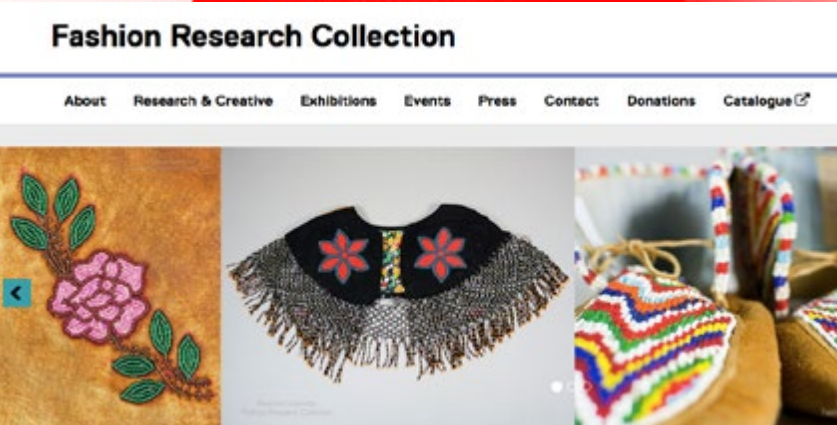 Fashion Research Collection
About Research & Creative Exhibitions Events Press Contact Donations Catalogue